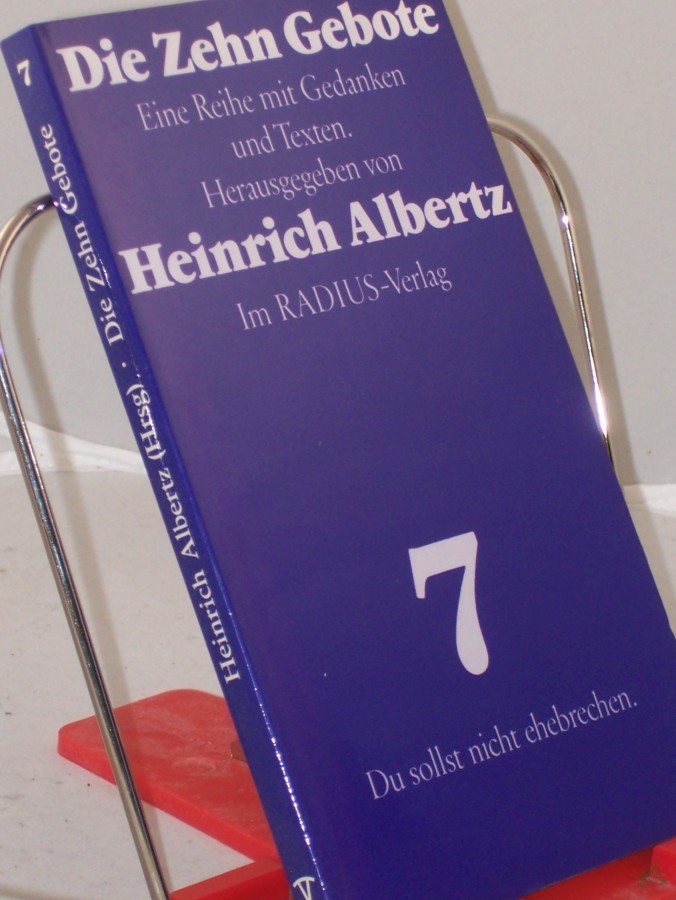 Die Zehn Gebote
Eine Reihe mit Gedanken
und Texten.
Herausgegeben von
Heinrich Albertz
Im RADIUS-Verlag
7
Du sollst nicht ehebrechen.
7
Heinrich Albertz (Hrsg) · Die Zehn Gebote